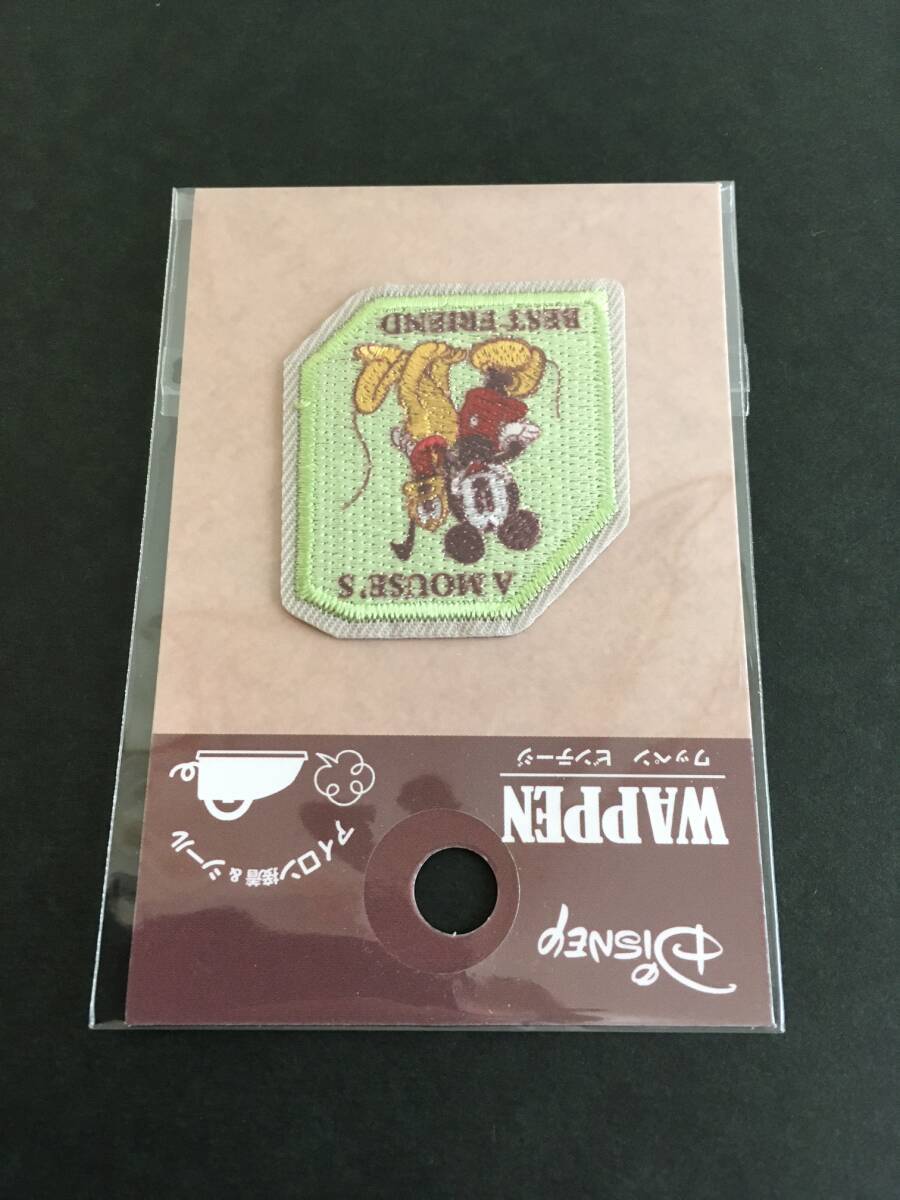 Disney
WAPPEN
ワッペン ビンテージ
アイロン接着&シール
A MOUSE'S
BEST FRIEND